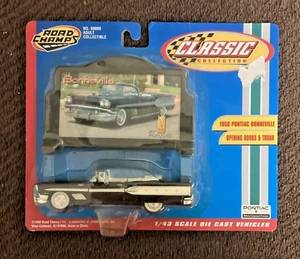 ROAD
CHAMPS
NO. 69000
ADULT
COLLECTIBLE
CLASSIC
COLLECTION
Bonneville
1958 PONTIAC BONNEVILLE
OPENING DOORS & TRUNK
PONTIAC
1/43 SCALE DIE CAST VEHICLES